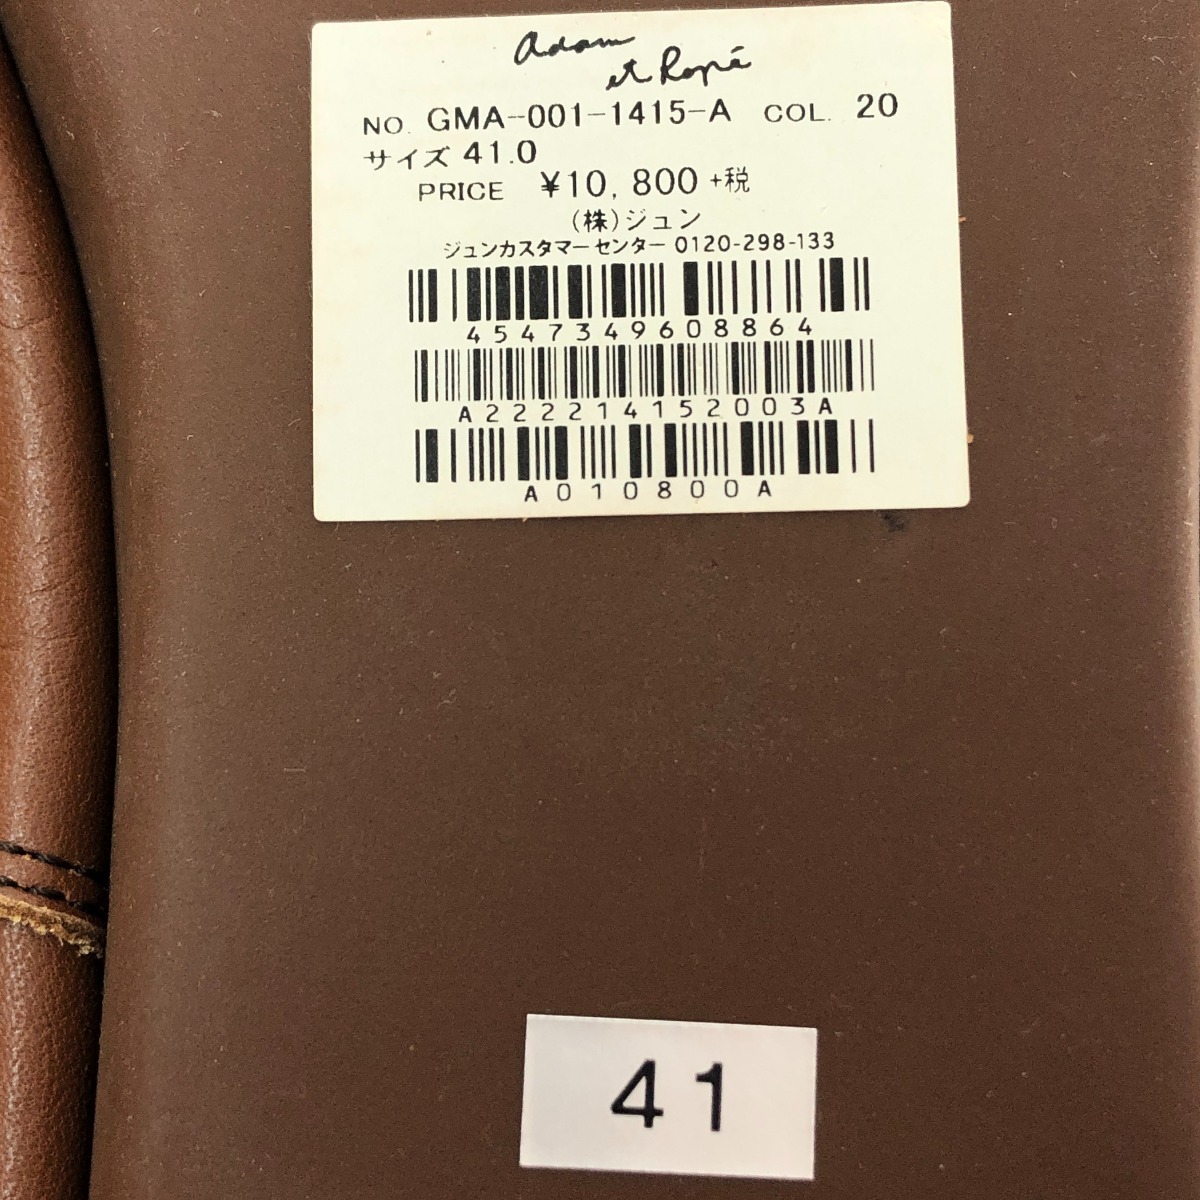 Adam
et Ropé
NO. GMA-001-1415-A COL. 20
サイズ 41.0
PRICE ¥10,800 +税
(株)ジュン
ジュンカスタマーセンター 0120-298-133
4547349608864
A222214152003A
A010800A
41